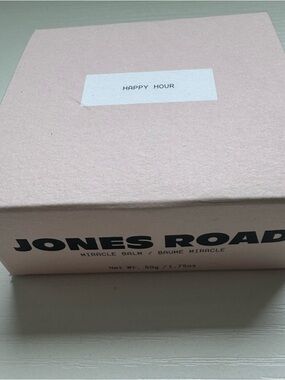 HAPPY HOUR
JONES ROAD
MIRACLE BALM / BAUME MIRACLE
Net Wt. 50g / 1.76oz